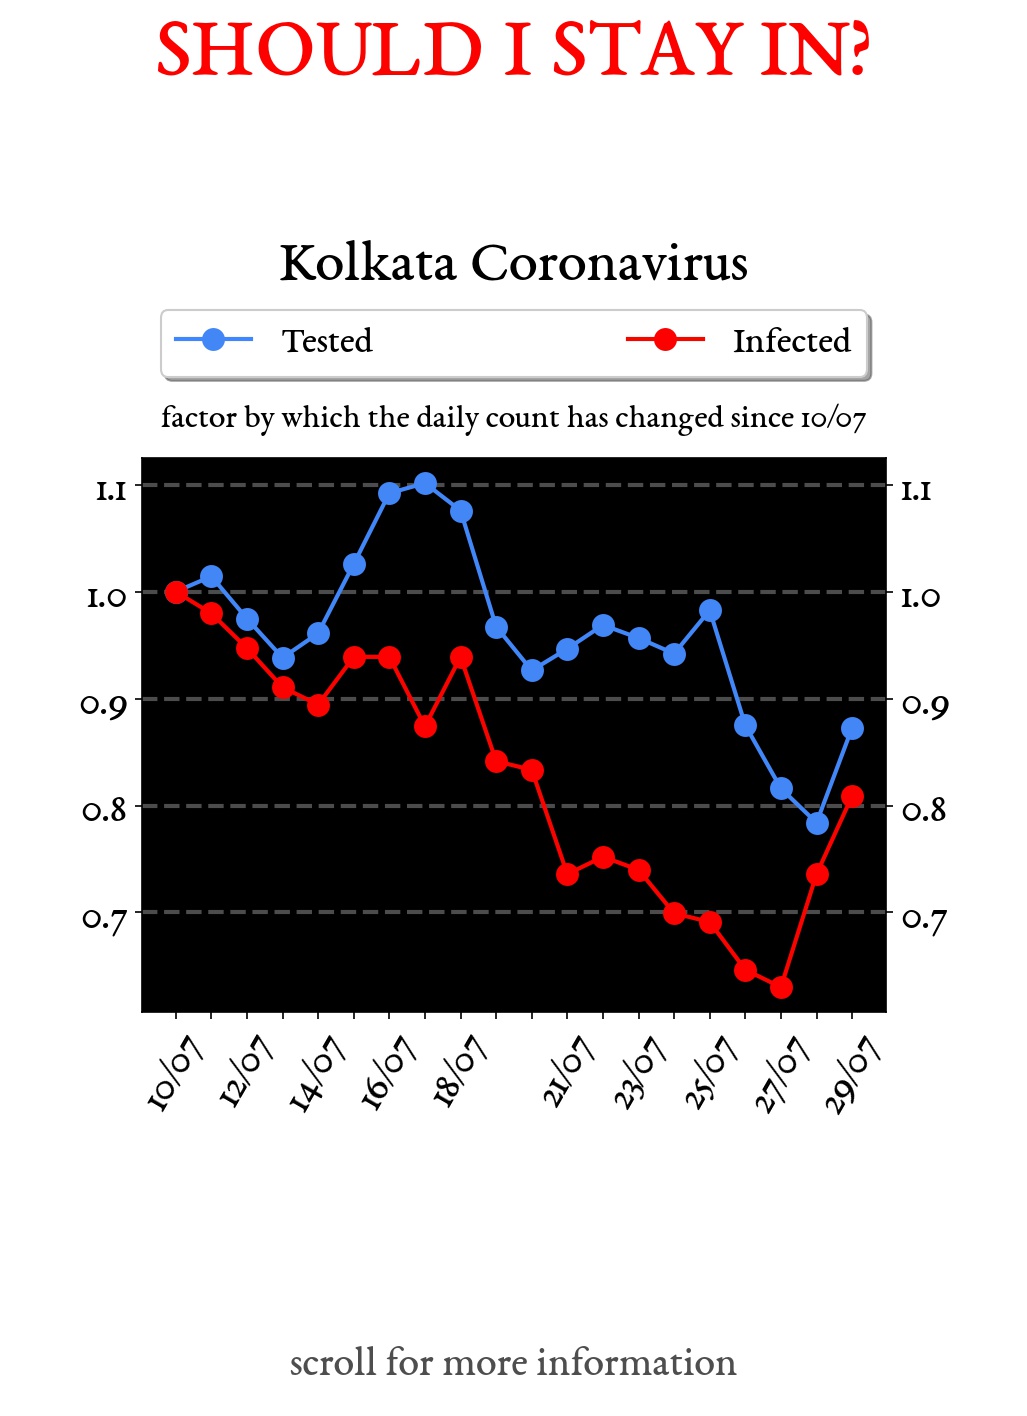 SHOULD I STAY IN?
Kolkata Coronavirus
Tested Infected
factor by which the daily count has changed since 10/07
1.1 1.1
1.0 1.0
0.9 0.9
0.8 0.8
0.7 0.7
10/07 12/07 14/07 16/07 18/07 21/07 23/07 25/07 27/07 29/07
scroll for more information